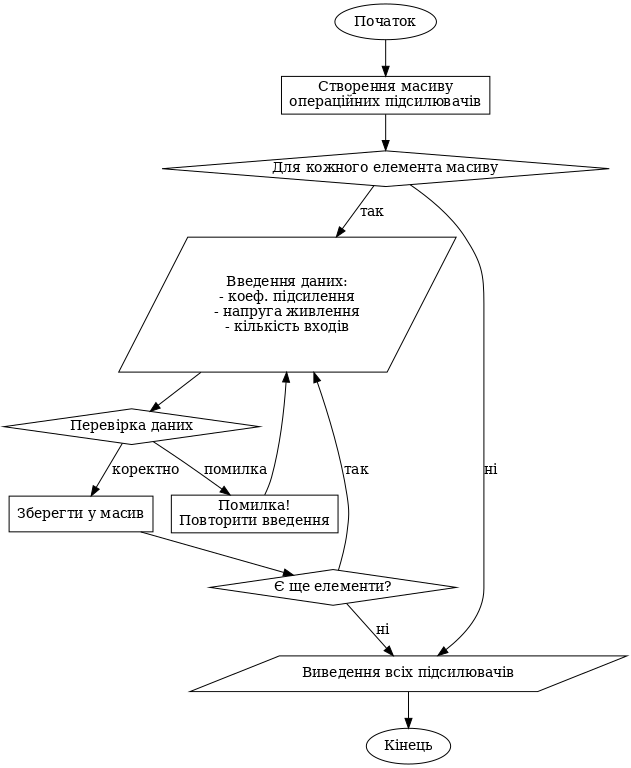 Початок
Створення масиву
операційних підсилювачів
Для кожного елемента масиву
так
Введення даних:
- коеф. підсилення
- напруга живлення
- кількість входів
Перевірка даних
коректно
помилка
так
ні
Зберегти у масив
Помилка!
Повторити введення
Є ще елементи?
ні
Виведення всіх підсилювачів
Кінець